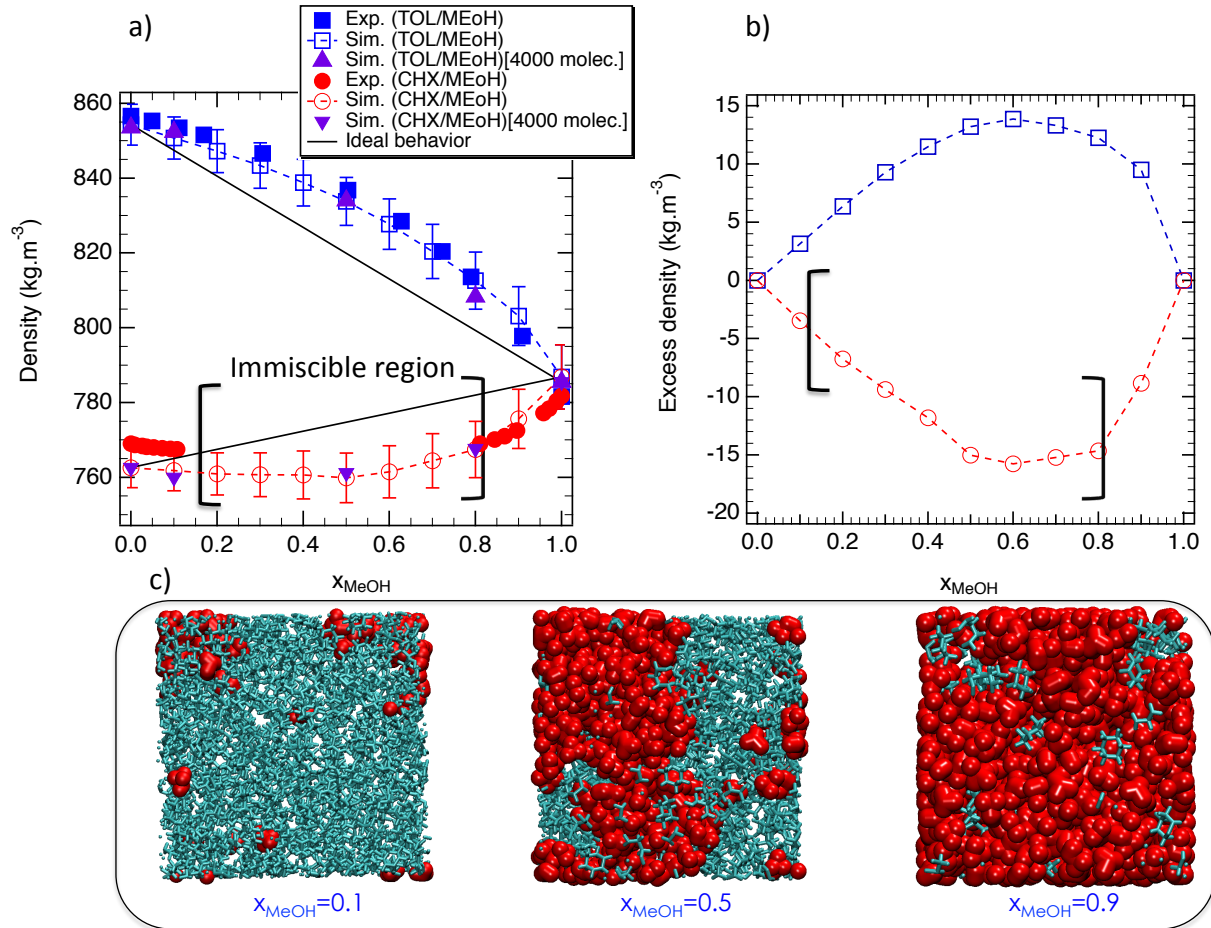 a)
Exp. (TOL/MEoH)
Sim. (TOL/MEoH)
Sim. (TOL/MEoH)[4000 molec.]
Exp. (CHX/MEoH)
Sim. (CHX/MEoH)
Sim. (CHX/MEoH)[4000 molec.]
Ideal behavior
860
840
820
800
780
760
Density (kg.m-3)
Immiscible region
0.0 0.2 0.4 0.6 0.8 1.0
xMeOH
b)
15
10
5
0
-5
-10
-15
-20
Excess density (kg.m-3)
0.0 0.2 0.4 0.6 0.8 1.0
xMeOH
c)
xMeOH=0.1
xMeOH=0.5
xMeOH=0.9